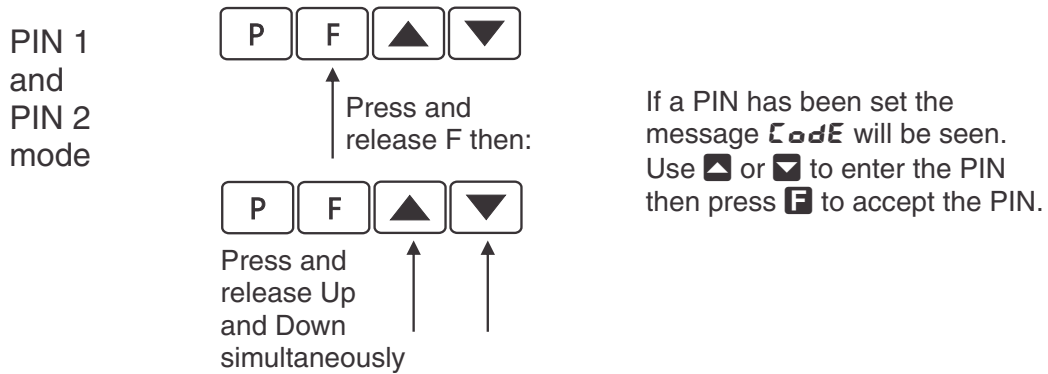 PIN 1
and
PIN 2
mode
P F ▲ ▼
Press and
release F then:
P F ▲ ▼
Press and
release Up
and Down
simultaneously
If a PIN has been set the
message CodE will be seen.
Use ▲ or ▼ to enter the PIN
then press F to accept the PIN.